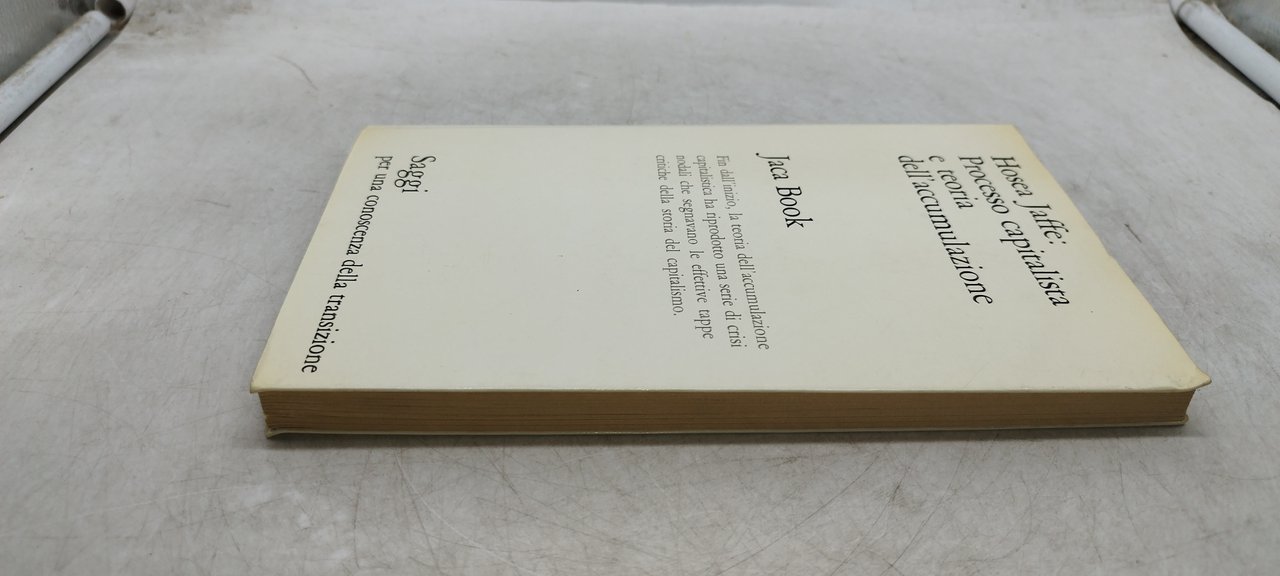 Hosea Jaffe:
Processo capitalista
e teoria
dell'accumulazione
Jaca Book
Fin dall'inizio, la teoria dell'accumulazione
capitalistica ha riprodotto una serie di crisi
nodali che segnavano le effettive tappe
critiche della storia del capitalismo.
Saggi
per una conoscenza della transizione